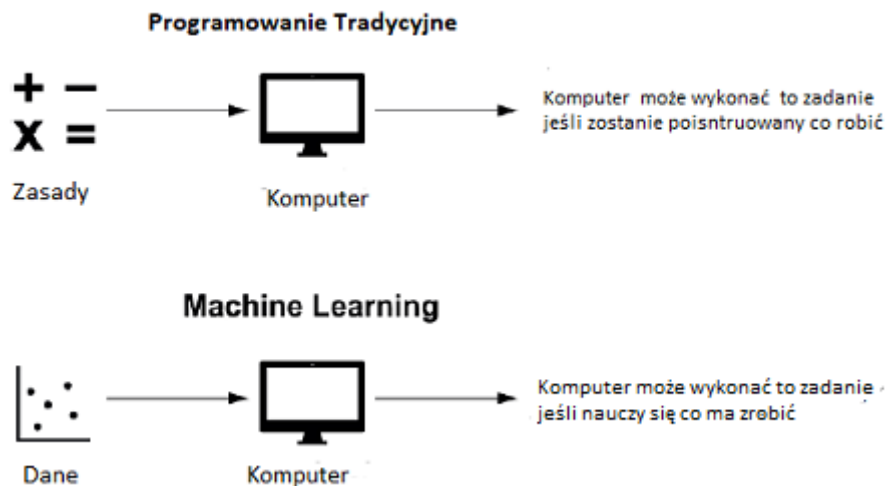 Programowanie Tradycyjne
+ −
x =
Zasady
Komputer
Komputer może wykonać to zadanie
jeśli zostanie poisntruowany co robić
Machine Learning
Dane
Komputer
Komputer może wykonać to zadanie
jeśli nauczy się co ma zrobić